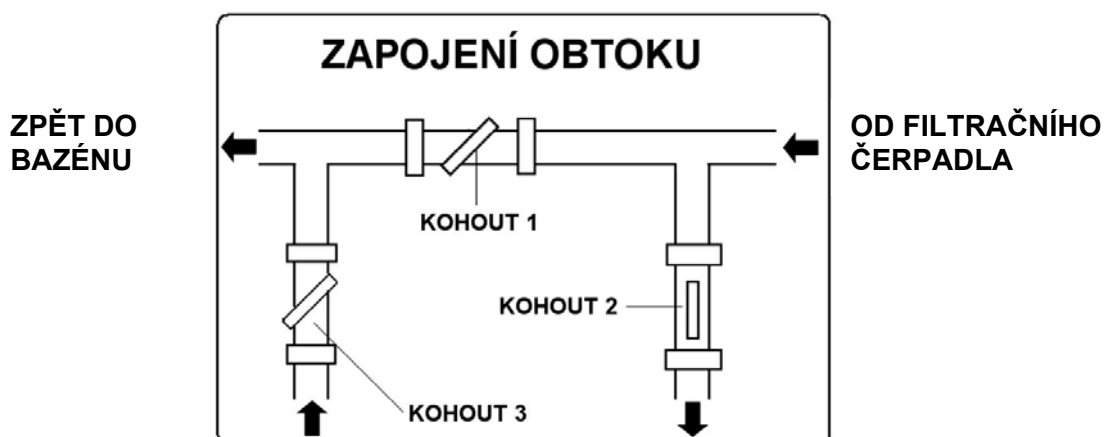 ZAPOJENÍ OBTOKU
ZPĚT DO
BAZÉNU
OD FILTRAČNÍHO
ČERPADLA
KOHOUT 1
KOHOUT 2
KOHOUT 3